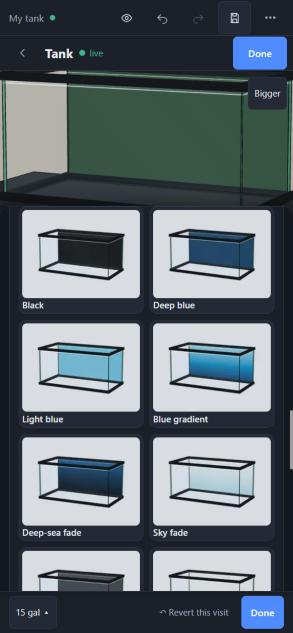 My tank
Tank live Done
Bigger
Black Deep blue
Light blue Blue gradient
Deep-sea fade Sky fade
15 gal Revert this visit Done